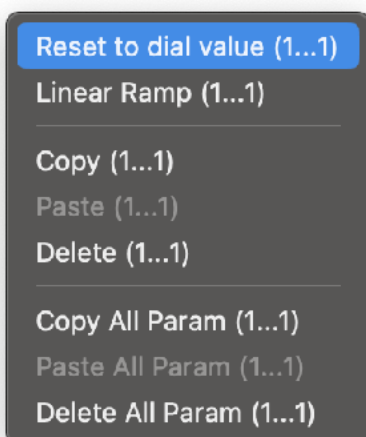 Reset to dial value (1...1)
Linear Ramp (1...1)
Copy (1...1)
Paste (1...1)
Delete (1...1)
Copy All Param (1...1)
Paste All Param (1...1)
Delete All Param (1...1)